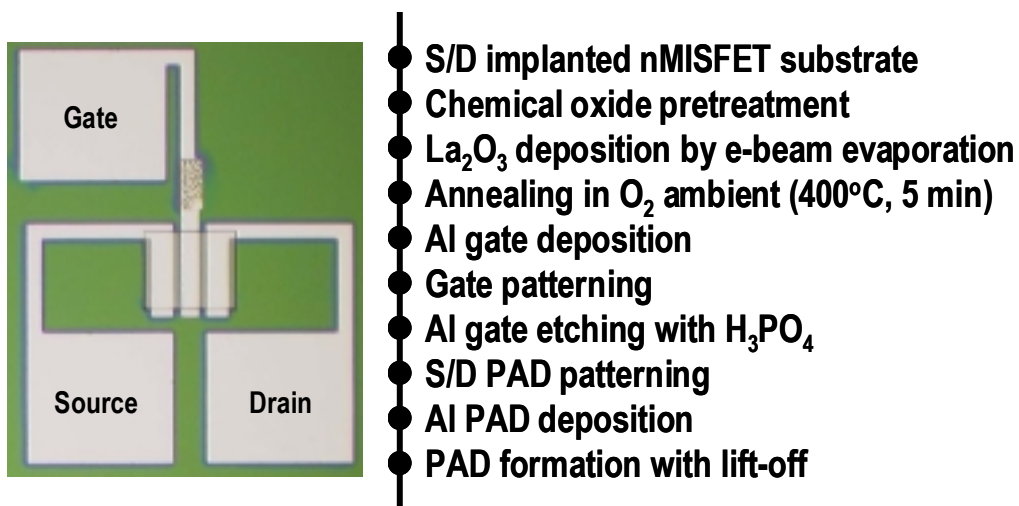 Gate
Source
Drain
S/D implanted nMISFET substrate
Chemical oxide pretreatment
La₂O₃ deposition by e-beam evaporation
Annealing in O₂ ambient (400ºC, 5 min)
Al gate deposition
Gate patterning
Al gate etching with H₃PO₄
S/D PAD patterning
Al PAD deposition
PAD formation with lift-off